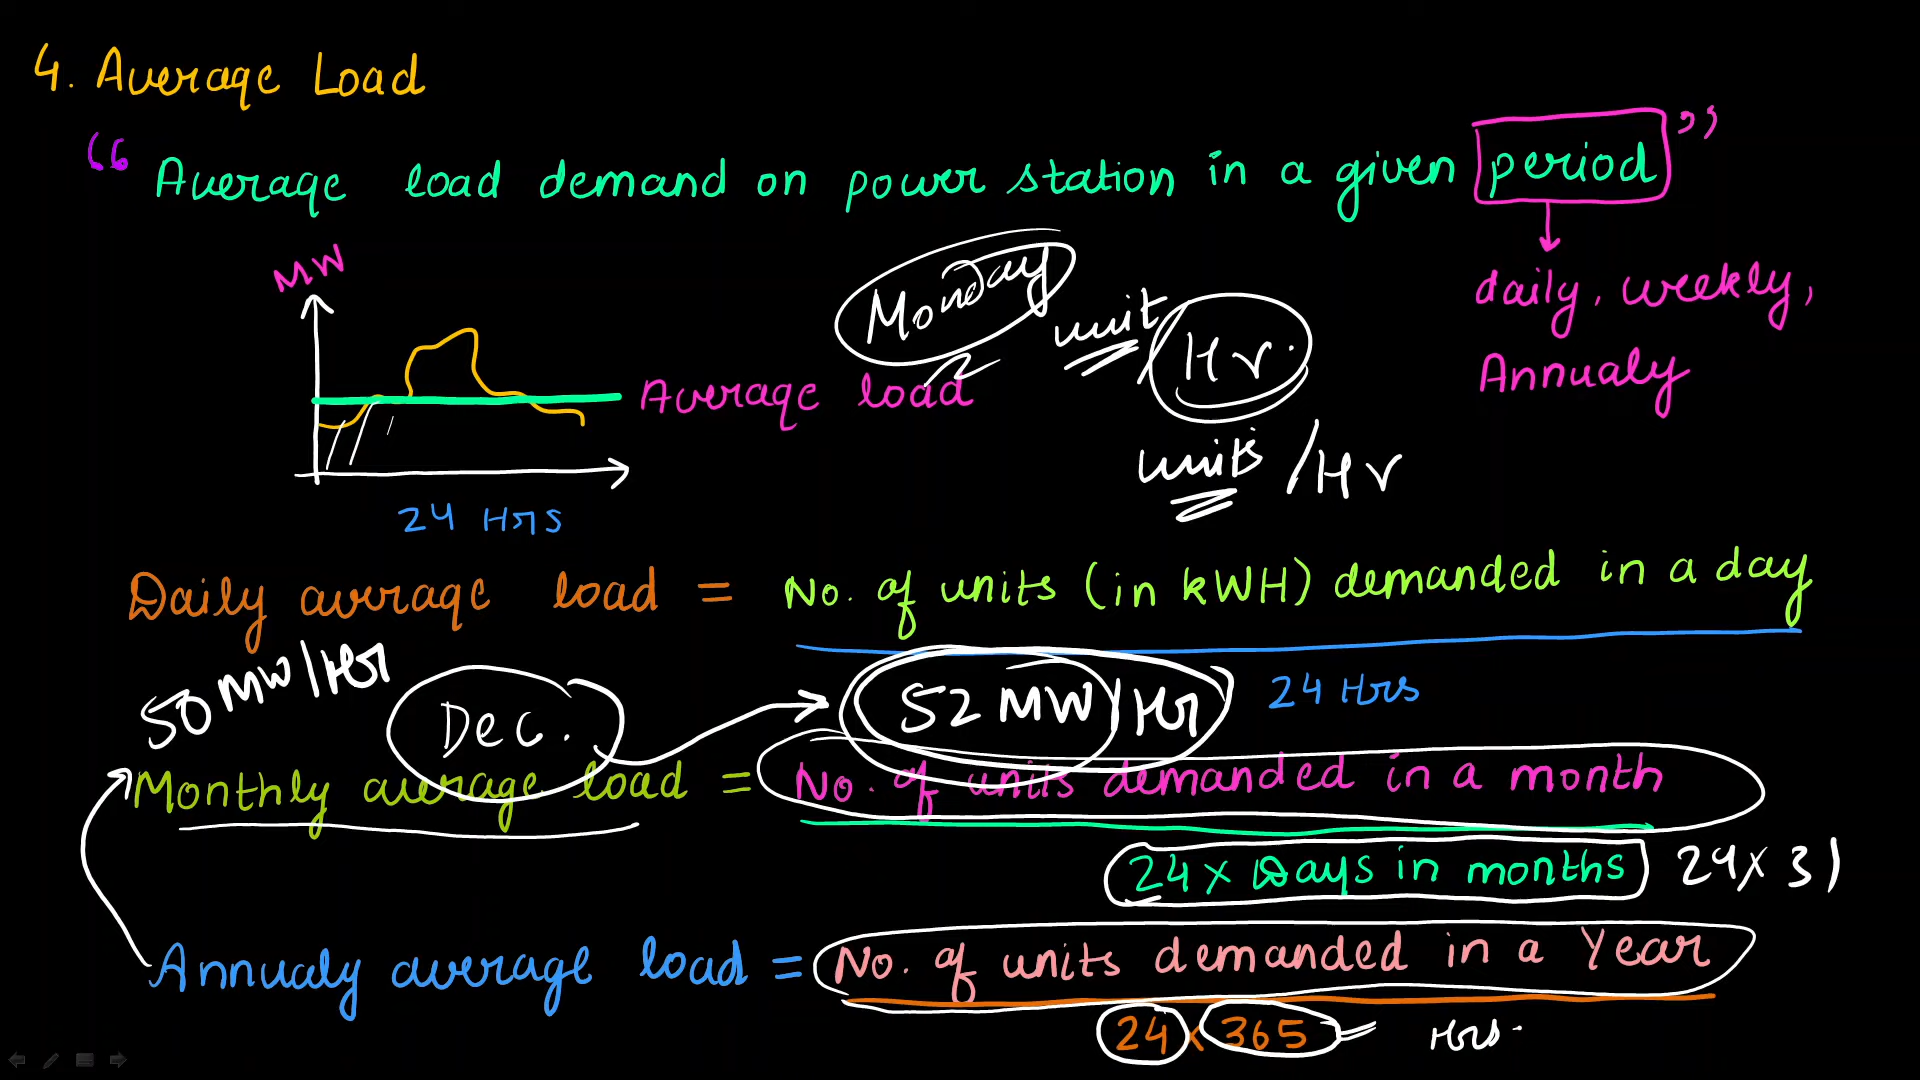 4. Average Load
“ Average load demand on power station in a given period ”
daily, weekly,
Annualy
MW
Monday
unit
Hr.
Average load
units /Hr
24 Hrs
Daily average load = No. of units (in kWH) demanded in a day
24 Hrs
50 MW/Hr
Dec.
52 MW/Hr
Monthly average load = No. of units demanded in a month
24 x Days in months 24 x 31
Annualy average load = No. of units demanded in a Year
24 x 365 Hrs.